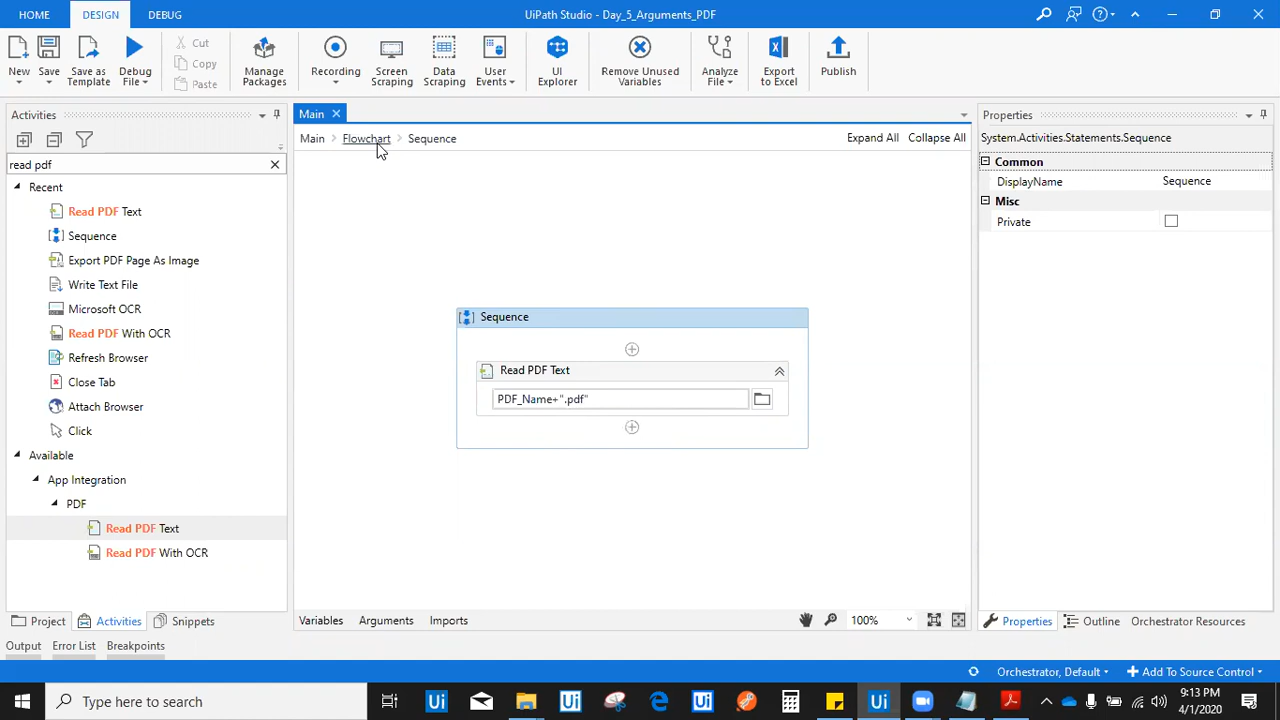 HOME DESIGN DEBUG UiPath Studio - Day_5_Arguments_PDF
New Save Save as Template Debug File Cut Copy Paste Manage Packages Recording Screen Scraping Data Scraping User Events UI Explorer Remove Unused Variables Analyze File Export to Excel Publish
Activities
read pdf
Recent
Read PDF Text
Sequence
Export PDF Page As Image
Write Text File
Microsoft OCR
Read PDF With OCR
Refresh Browser
Close Tab
Attach Browser
Click
Available
App Integration
PDF
Read PDF Text
Read PDF With OCR
Project Activities Snippets
Main
Main > Flowchart > Sequence Expand All Collapse All
Sequence
Read PDF Text
PDF_Name+".pdf"
Variables Arguments Imports 100%
Properties
System.Activities.Statements.Sequence
Common
DisplayName Sequence
Misc
Private
Properties Outline Orchestrator Resources
Output Error List Breakpoints
Orchestrator, Default Add To Source Control
Type here to search
9:13 PM
4/1/2020